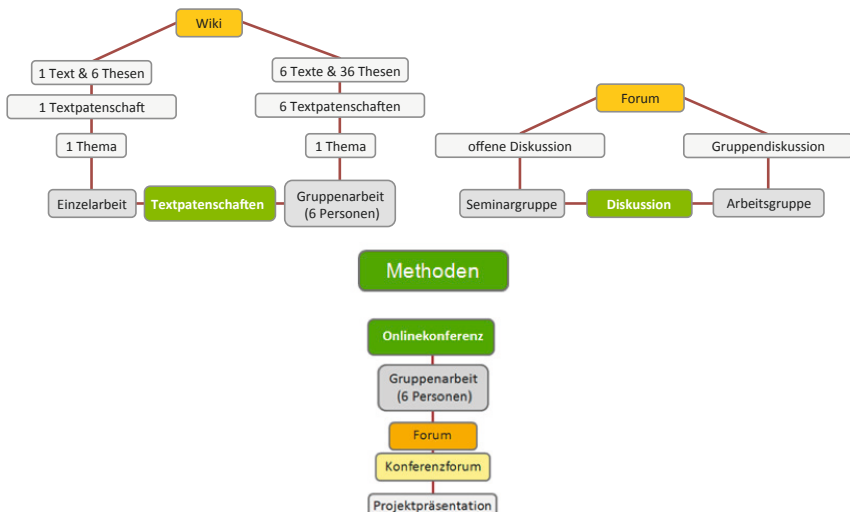 Wiki
1 Text & 6 Thesen
6 Texte & 36 Thesen
1 Textpatenschaft
6 Textpatenschaften
1 Thema
1 Thema
Einzelarbeit
Textpatenschaften
Gruppenarbeit
(6 Personen)
Forum
offene Diskussion
Gruppendiskussion
Seminargruppe
Diskussion
Arbeitsgruppe
Methoden
Onlinekonferenz
Gruppenarbeit
(6 Personen)
Forum
Konferenzforum
Projektpräsentation